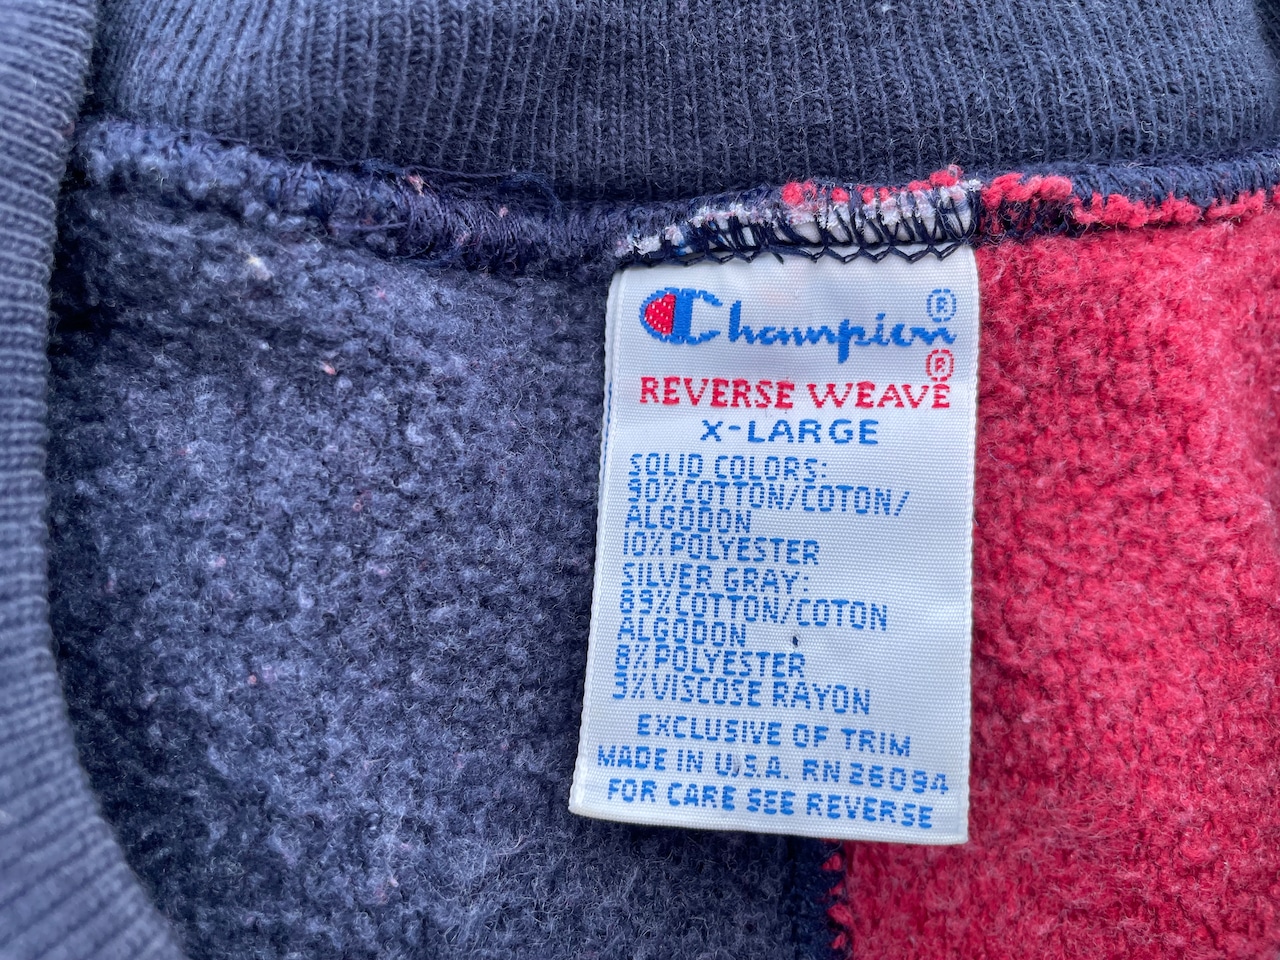 Champion®
REVERSE WEAVE®
X-LARGE
SOLID COLORS:
90% COTTON/COTON/
ALGODON
10% POLYESTER
SILVER GRAY:
89% COTTON/COTON
ALGODON
8% POLYESTER
3% VISCOSE RAYON
EXCLUSIVE OF TRIM
MADE IN U.S.A. RN 26094
FOR CARE SEE REVERSE